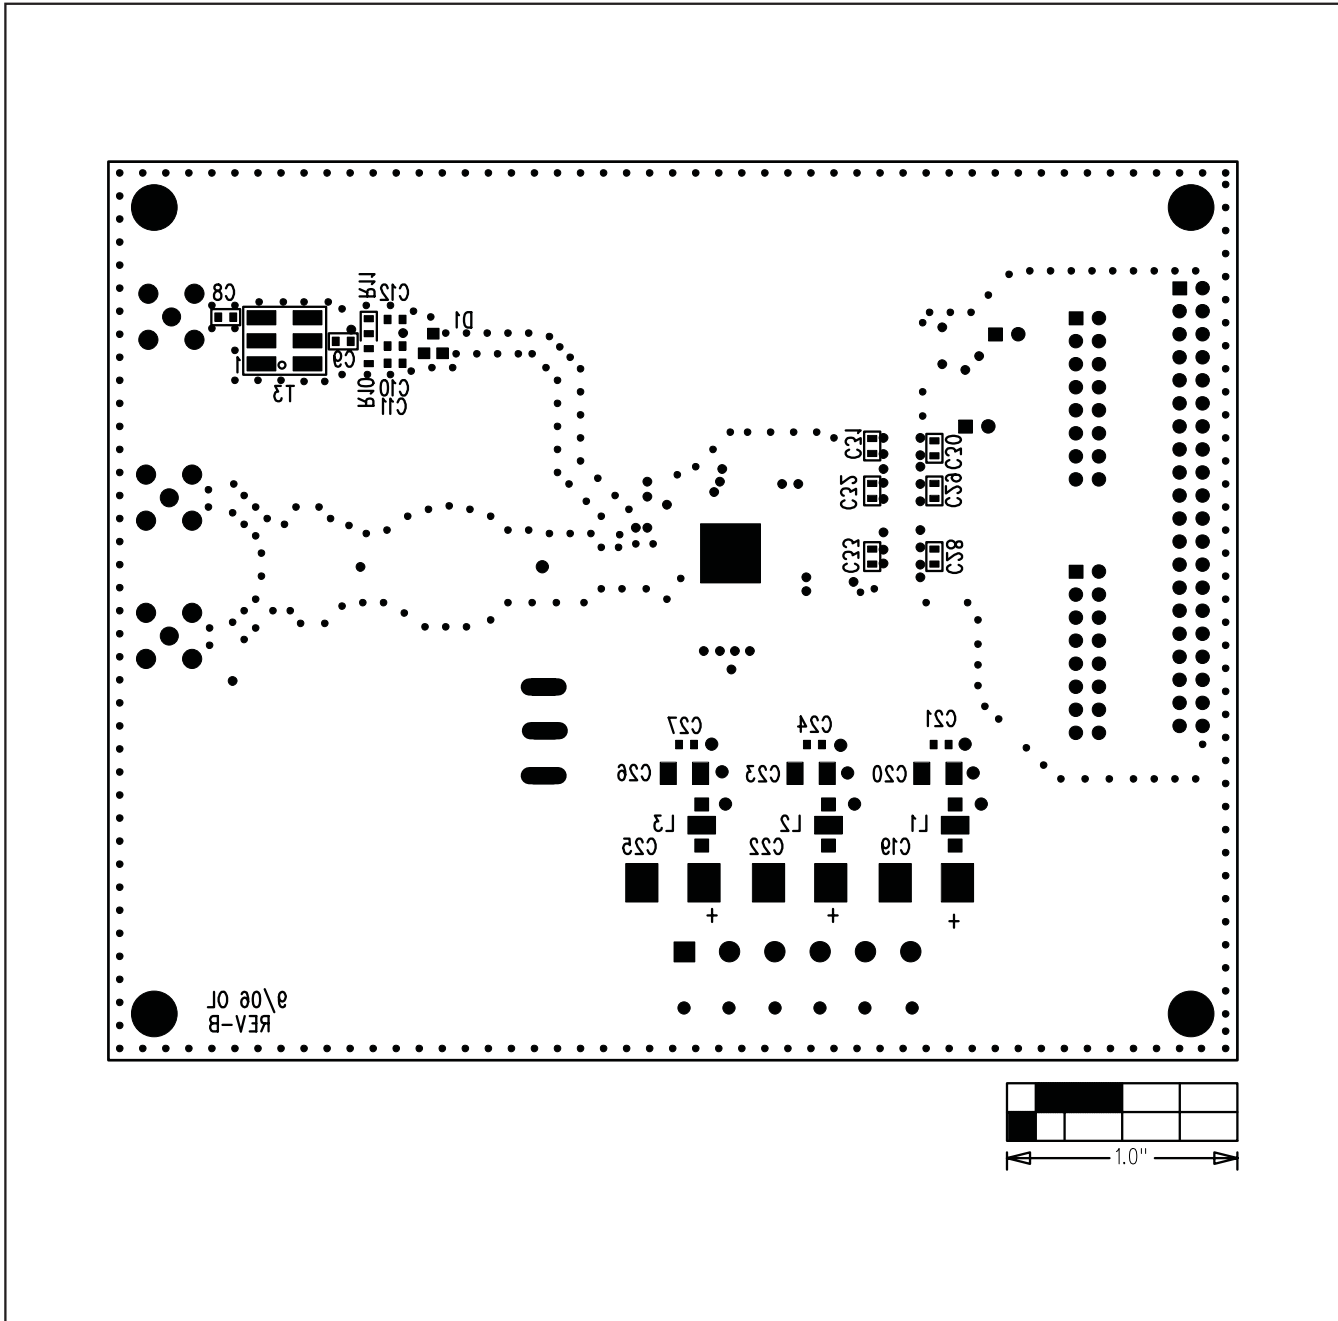 C8
R11
C12
D1
1
C9
T3
R10
C10
C11
C31
C30
C32
C29
C33
C28
C27
C24
C21
C26
C23
C20
L3
L2
L1
C25
C22
C19
+
+
+
9/06 OL
REV-B
1.0"